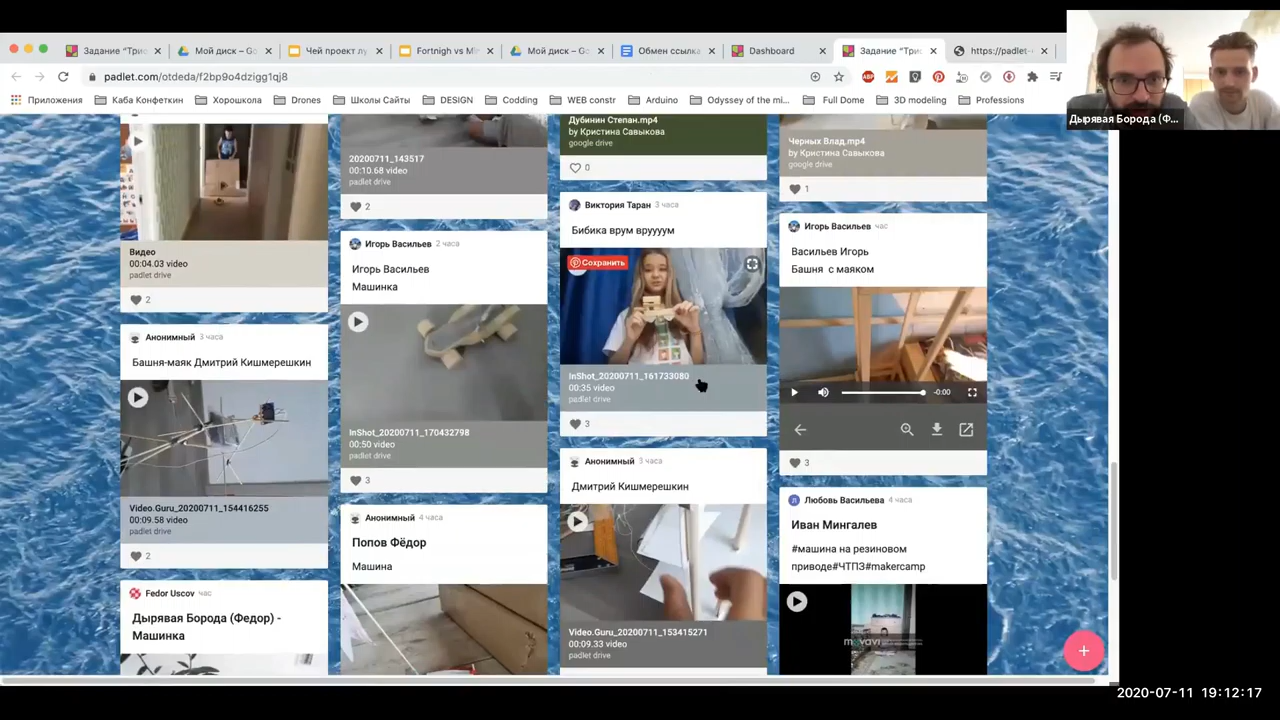 Задание “Трис
Мой диск – Go
Чей проект лу
Fortnigh vs Mi
Мой диск – Go
Обмен ссылка
Dashboard
Задание “Трис
https://padlet-
padlet.com/otdeda/f2bp9o4dzigg1qj8
Приложения
Каба Конфеткин
Хорошкола
Drones
Школы Сайты
DESIGN
Codding
WEB constr
Arduino
Odyssey of the mi...
Full Dome
3D modeling
Professions
Дырявая Борода (Ф...
Видео
00:04.03 video
padlet drive
2
Анонимный 3 часа
Башня-маяк Дмитрий Кишмерешкин
Video.Guru_20200711_154416255
00:09.58 video
padlet drive
2
Fedor Uscov час
Дырявая Борода (Федор) -
Машинка
20200711_143517
00:10.68 video
padlet drive
2
Игорь Васильев 2 часа
Игорь Васильев
Машинка
InShot_20200711_170432798
00:50 video
padlet drive
3
Анонимный 4 часа
Попов Фёдор
Машина
Дубинин Степан.mp4
by Кристина Савыкова
google drive
0
Виктория Таран 3 часа
Бибика врум вруууум
Сохранить
InShot_20200711_161733080
00:35 video
padlet drive
3
Анонимный 3 часа
Дмитрий Кишмерешкин
Video.Guru_20200711_153415271
00:09.33 video
padlet drive
Черных Влад.mp4
by Кристина Савыкова
google drive
1
Игорь Васильев час
Васильев Игорь
Башня с маяком
-0:00
3
Любовь Васильева 4 часа
Иван Мингалев
#машина на резиновом
приводе#ЧТПЗ#makercamp
movavi
2020-07-11 19:12:17